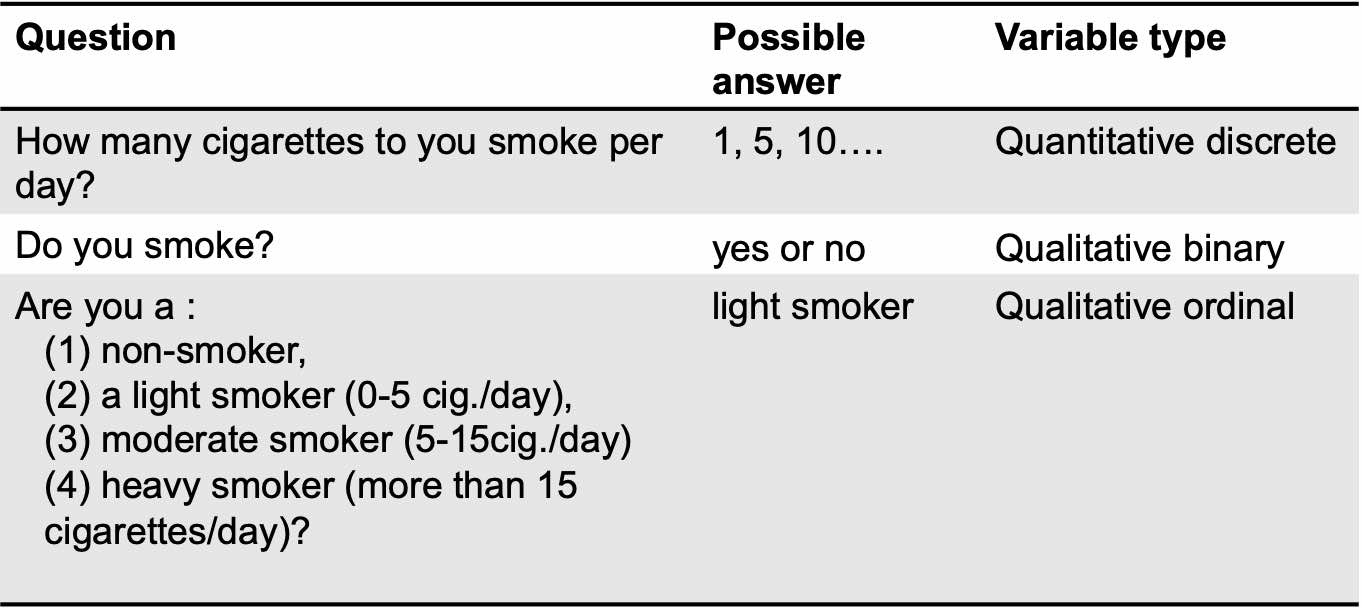 Question Possible answer Variable type
How many cigarettes to you smoke per day? 1, 5, 10…. Quantitative discrete
Do you smoke? yes or no Qualitative binary
Are you a : light smoker Qualitative ordinal
(1) non-smoker,
(2) a light smoker (0-5 cig./day),
(3) moderate smoker (5-15cig./day)
(4) heavy smoker (more than 15
cigarettes/day)?